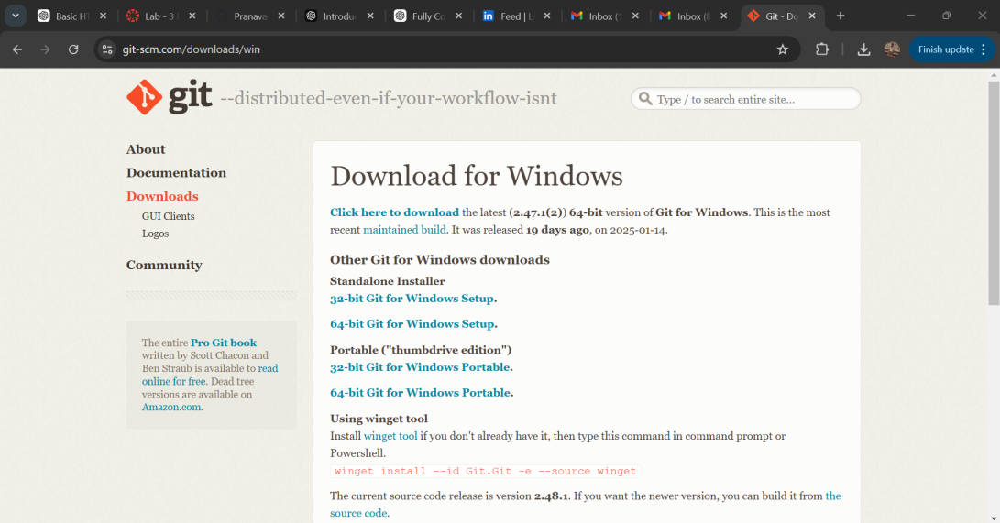 Basic HT
Lab - 3
Pranava
Introdu
Fully Co
Feed | L
Inbox (1
Inbox (8
Git - Do
git-scm.com/downloads/win
Finish update
git --distributed-even-if-your-workflow-isnt
Type / to search entire site...
About
Documentation
Downloads
GUI Clients
Logos
Community
The entire Pro Git book
written by Scott Chacon and
Ben Straub is available to read
online for free. Dead tree
versions are available on
Amazon.com.
Download for Windows
Click here to download the latest (2.47.1(2)) 64-bit version of Git for Windows. This is the most
recent maintained build. It was released 19 days ago, on 2025-01-14.
Other Git for Windows downloads
Standalone Installer
32-bit Git for Windows Setup.
64-bit Git for Windows Setup.
Portable ("thumbdrive edition")
32-bit Git for Windows Portable.
64-bit Git for Windows Portable.
Using winget tool
Install winget tool if you don't already have it, then type this command in command prompt or
Powershell.
winget install --id Git.Git -e --source winget
The current source code release is version 2.48.1. If you want the newer version, you can build it from the
source code.